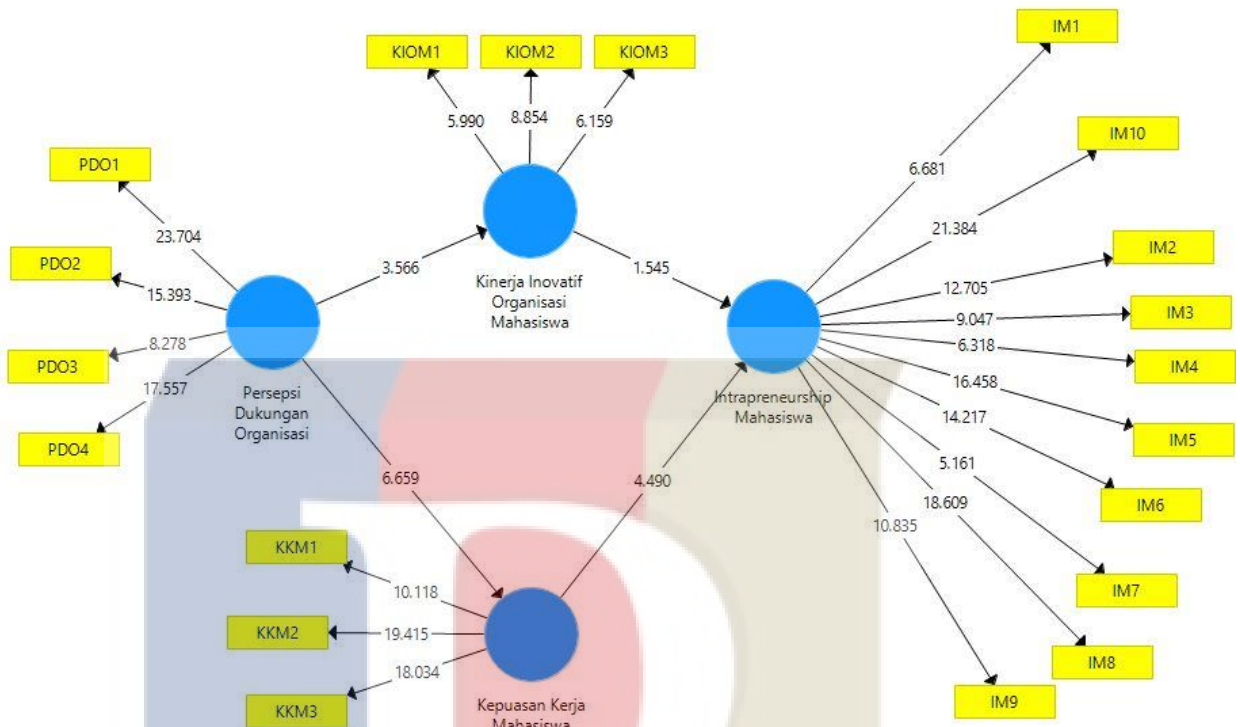 KIOM1
KIOM2
KIOM3
IM1
5.990
8.854
6.159
IM10
PDO1
6.681
23.704
21.384
PDO2
15.393
3.566
Kinerja Inovatif
Organisasi
Mahasiswa
1.545
IM2
12.705
IM3
9.047
PDO3
8.278
6.318
IM4
17.557
Persepsi
Dukungan
Organisasi
Intrapreneurship
Mahasiswa
16.458
IM5
PDO4
14.217
6.659
4.490
5.161
IM6
18.609
10.835
KKM1
10.118
IM7
KKM2
19.415
18.034
IM8
KKM3
IM9
Kepuasan Kerja
Mahasiswa